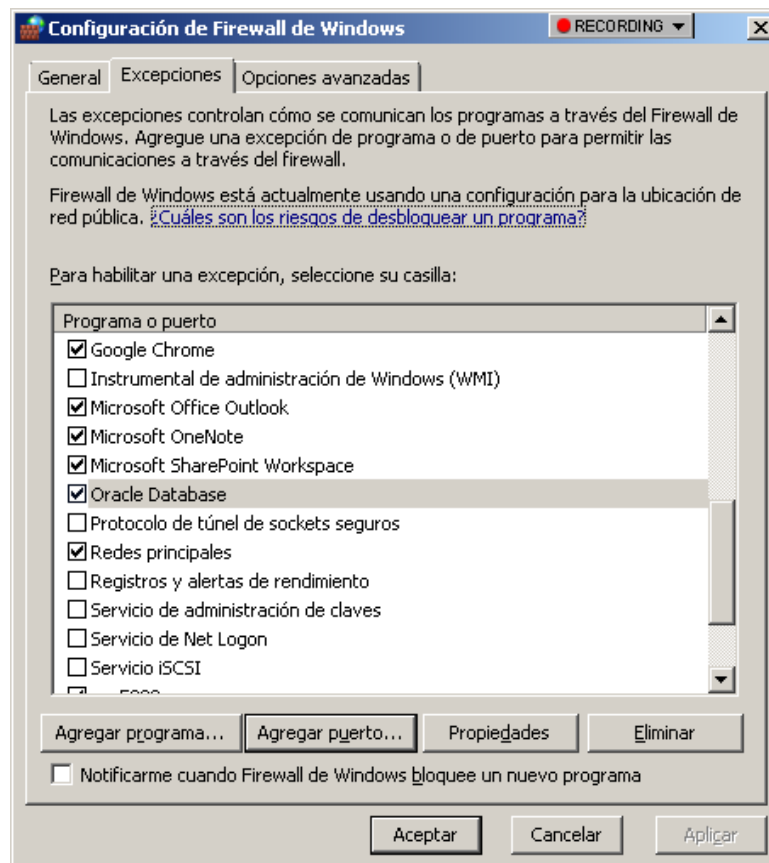 Configuración de Firewall de Windows
RECORDING
General
Excepciones
Opciones avanzadas
Las excepciones controlan cómo se comunican los programas a través del Firewall de
Windows. Agregue una excepción de programa o de puerto para permitir las
comunicaciones a través del firewall.
Firewall de Windows está actualmente usando una configuración para la ubicación de
red pública. ¿Cuáles son los riesgos de desbloquear un programa?
Para habilitar una excepción, seleccione su casilla:
Programa o puerto
Google Chrome
Instrumental de administración de Windows (WMI)
Microsoft Office Outlook
Microsoft OneNote
Microsoft SharePoint Workspace
Oracle Database
Protocolo de túnel de sockets seguros
Redes principales
Registros y alertas de rendimiento
Servicio de administración de claves
Servicio de Net Logon
Servicio iSCSI
Agregar programa...
Agregar puerto...
Propiedades
Eliminar
Notificarme cuando Firewall de Windows bloquee un nuevo programa
Aceptar
Cancelar
Aplicar